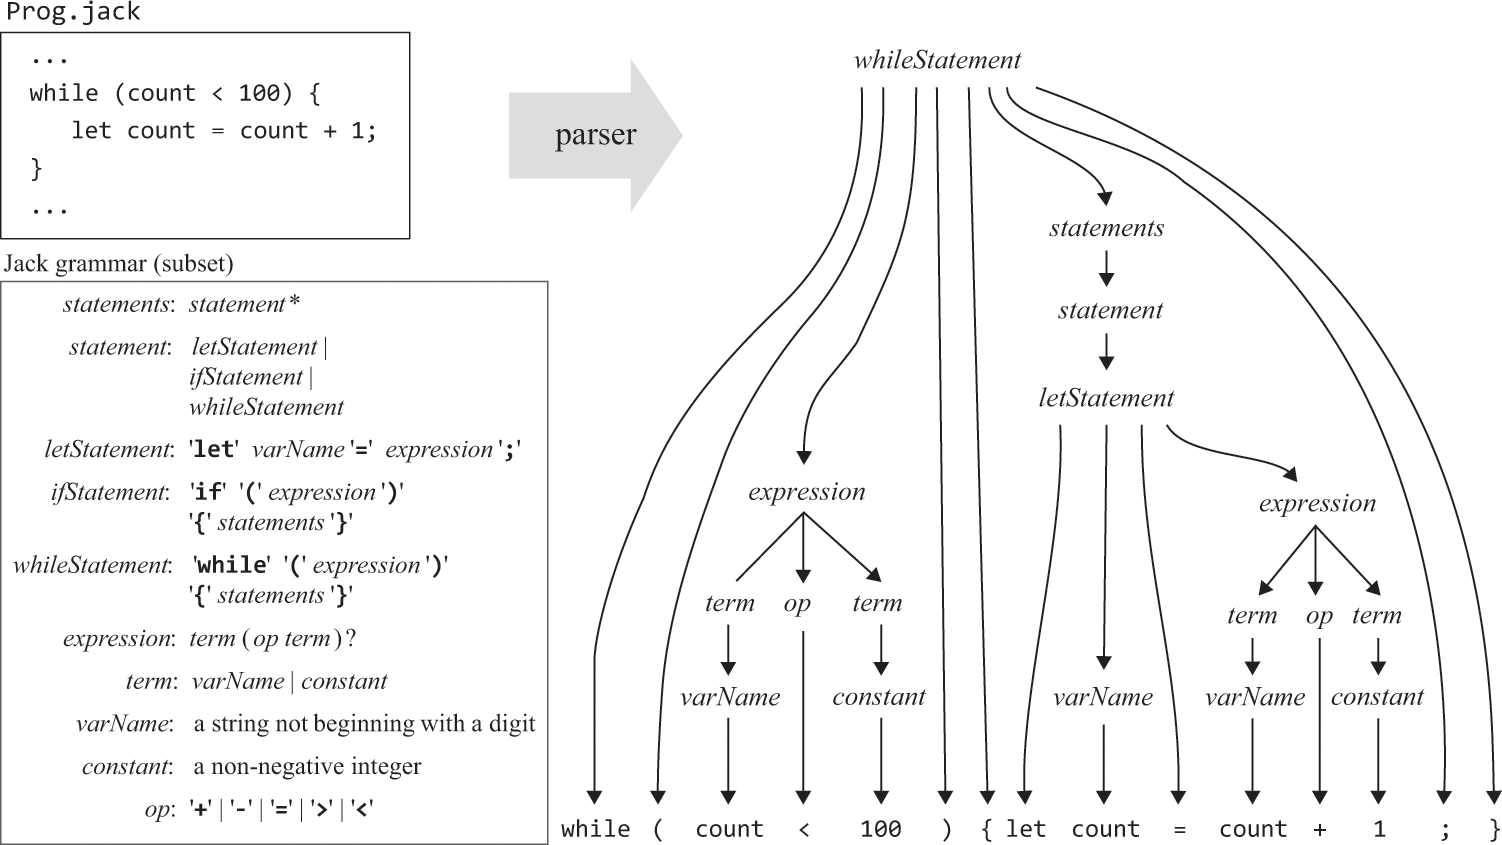 Prog.jack
...
while (count < 100) {
let count = count + 1;
}
...
Jack grammar (subset)
statements: statement*
statement: letStatement |
ifStatement |
whileStatement
letStatement: 'let' varName '=' expression ';'
ifStatement: 'if' '(' expression ')'
'{' statements '}'
whileStatement: 'while' '(' expression ')'
'{' statements '}'
expression: term (op term)?
term: varName | constant
varName: a string not beginning with a digit
constant: a non-negative integer
op: '+' | '-' | '=' | '>' | '<'
parser
whileStatement
statements
statement
letStatement
expression
expression
term op term
term op term
varName constant varName varName constant
while ( count < 100 ) { let count = count + 1 ; }